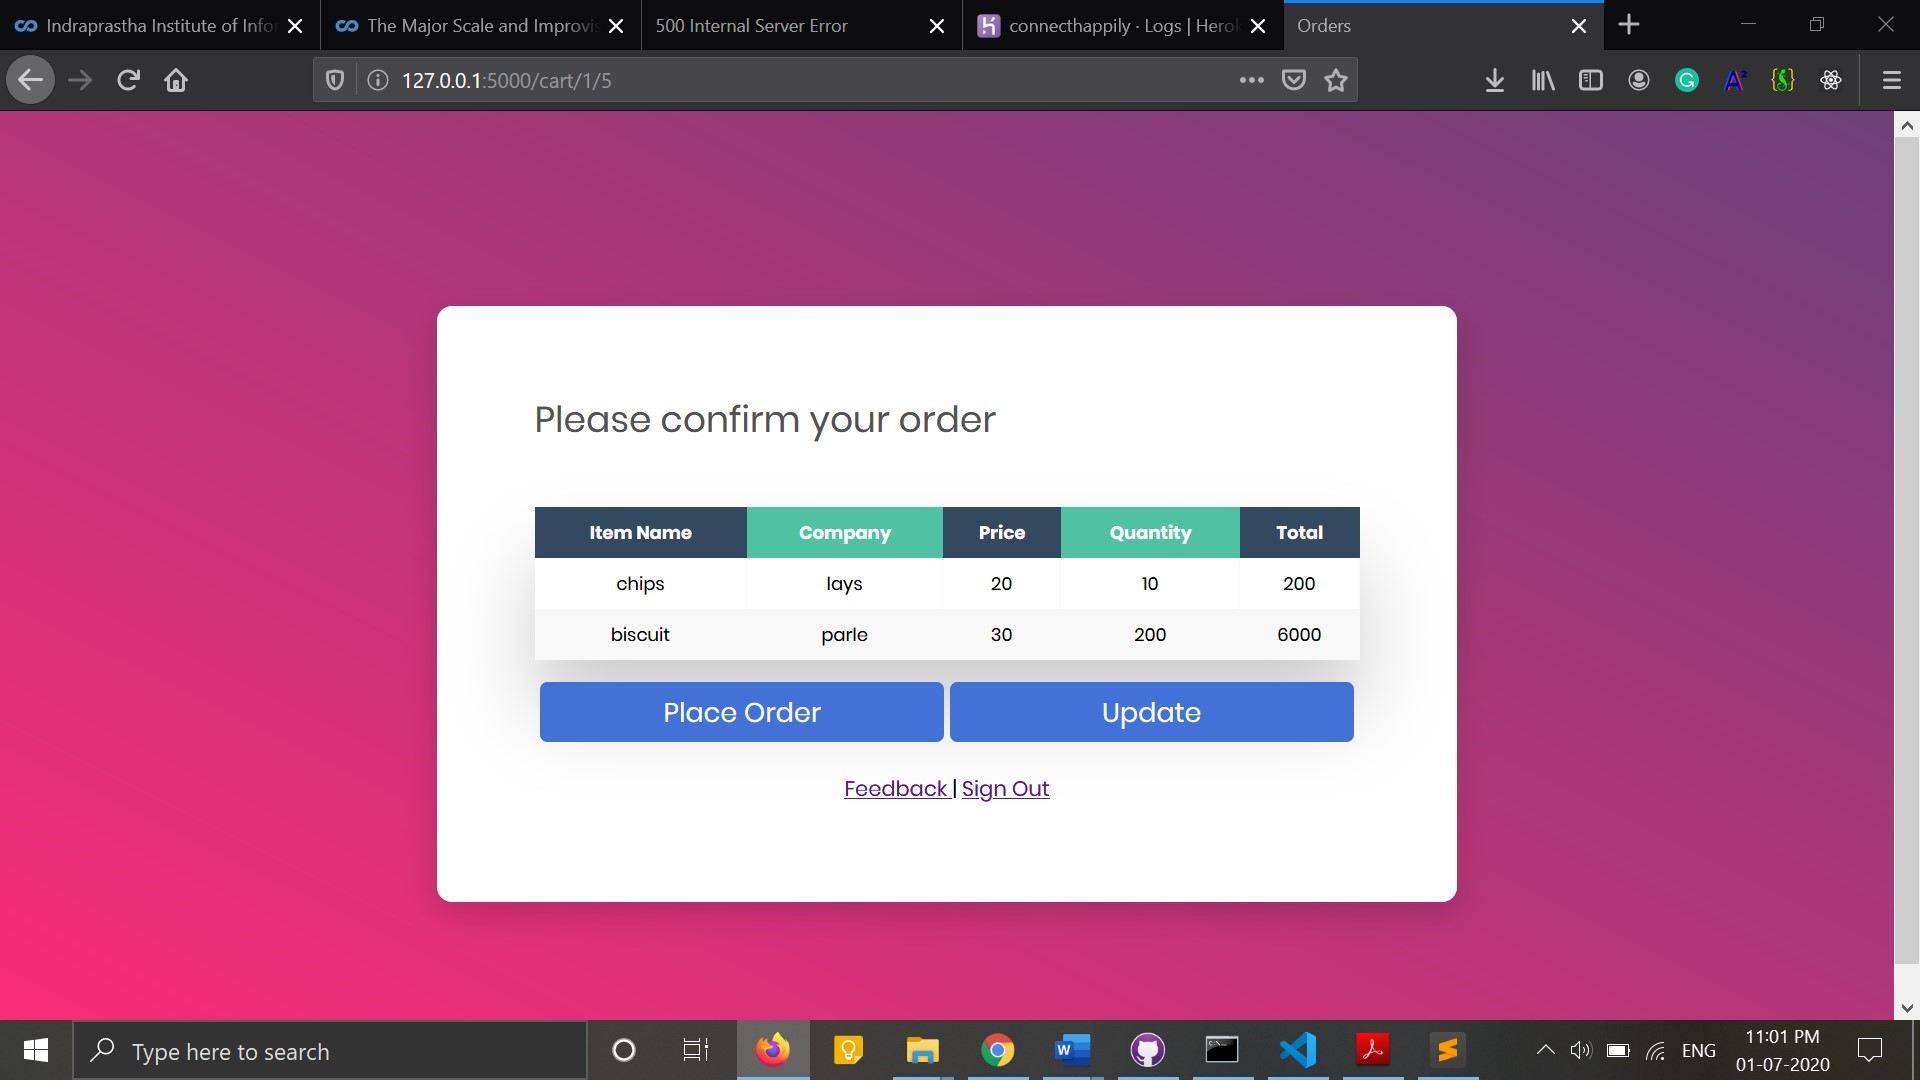 Indraprastha Institute of Infor
The Major Scale and Improvis
500 Internal Server Error
connecthappily · Logs | Herok
Orders
127.0.0.1:5000/cart/1/5
Please confirm your order
Item Name Company Price Quantity Total
chips lays 20 10 200
biscuit parle 30 200 6000
Place Order Update
Feedback | Sign Out
Type here to search
ENG
11:01 PM
01-07-2020